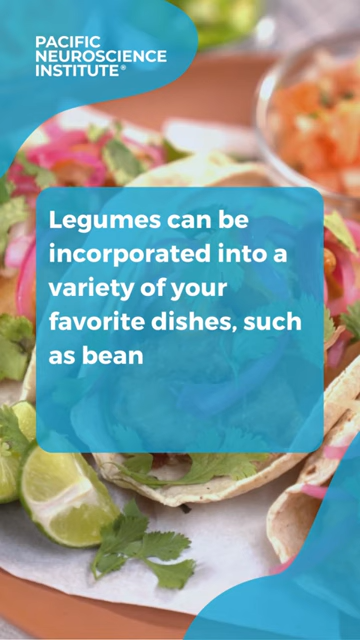 PACIFIC
NEUROSCIENCE
INSTITUTE®
Legumes can be
incorporated into a
variety of your
favorite dishes, such
as bean